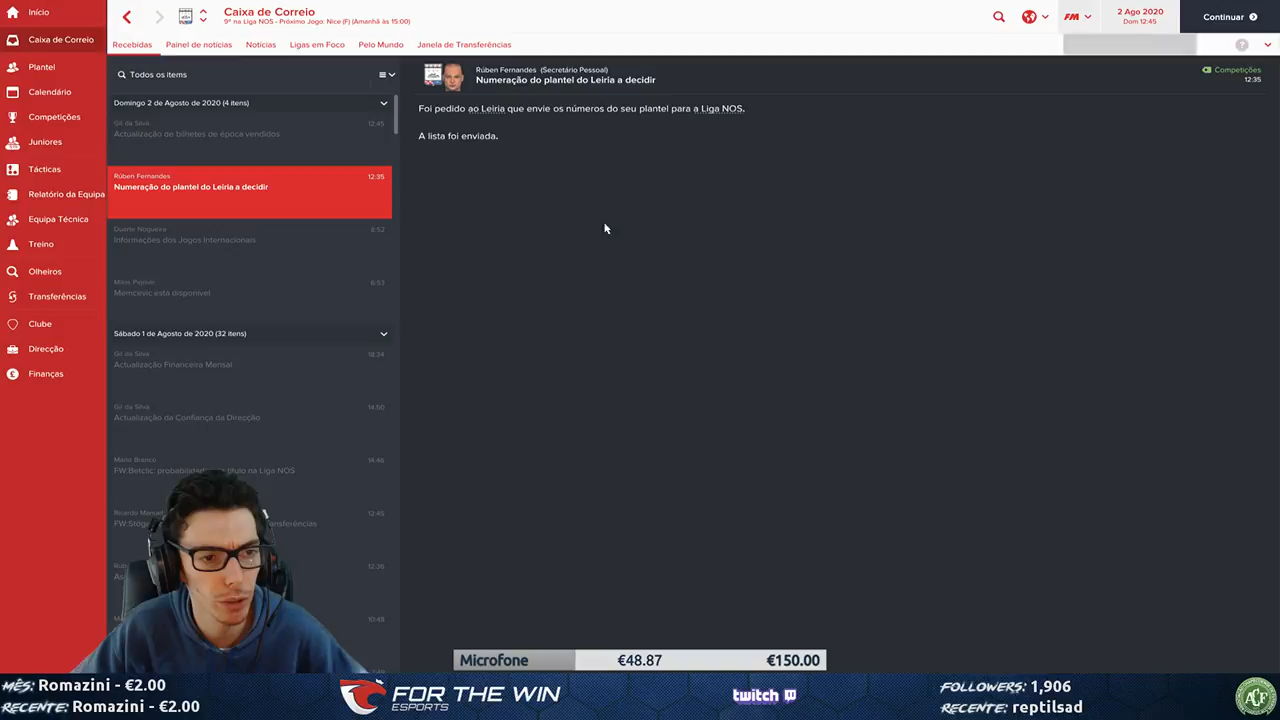 Início
Caixa de Correio
Plantel
Calendário
Competições
Juniores
Tácticas
Relatório da Equipa
Equipa Técnica
Treino
Olheiros
Transferências
Clube
Direcção
Finanças
Caixa de Correio
9º na Liga NOS - Próximo Jogo: Nice (F) (Amanhã às 15:00)
FM
2 Ago 2020
Dom 12:45
Continuar
Recebidas
Painel de notícias
Notícias
Ligas em Foco
Pelo Mundo
Janela de Transferências
Todos os items
Domingo 2 de Agosto de 2020 (4 itens)
Gil da Silva 12:45
Actualização de bilhetes de época vendidos
Rúben Fernandes 12:35
Numeração do plantel do Leiria a decidir
Duarte Nogueira 8:52
Informações dos Jogos Internacionais
Milos Pejovic 6:53
Memcevic está disponível
Sábado 1 de Agosto de 2020 (32 itens)
Gil da Silva 18:34
Actualização Financeira Mensal
Gil da Silva 14:50
Actualização da Confiança da Direcção
Mário Branco 14:46
FW:Betclic: título na Liga NOS
Ricardo Manuel 12:45
12:36
10:48
Rúben Fernandes (Secretário Pessoal)
Numeração do plantel do Leiria a decidir
Competições
12:35
Foi pedido ao Leiria que envie os números do seu plantel para a Liga NOS.
A lista foi enviada.
Microfone €48.87 €150.00
MÊS: Romazini - €2.00
RECENTE: Romazini - €2.00
FOR THE WIN
ESPORTS
twitch
FOLLOWERS: 1,906
RECENTE: reptilsad
ACF